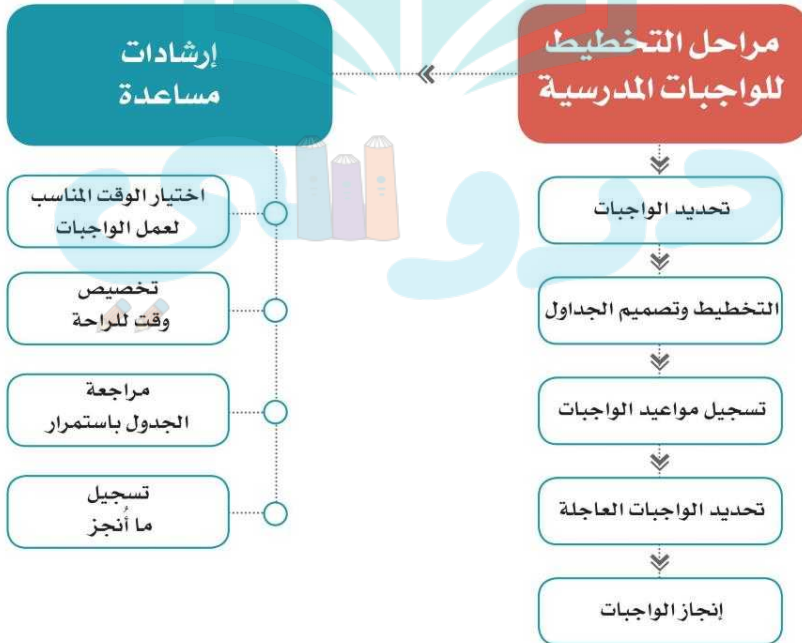 مراحل التخطيط
للواجبات المدرسية
تحديد الواجبات
التخطيط وتصميم الجداول
تسجيل مواعيد الواجبات
تحديد الواجبات العاجلة
إنجاز الواجبات
إرشادات
مساعدة
اختيار الوقت المناسب
لعمل الواجبات
تخصيص
وقت للراحة
مراجعة
الجدول باستمرار
تسجيل
ما أُنجز
دروسي